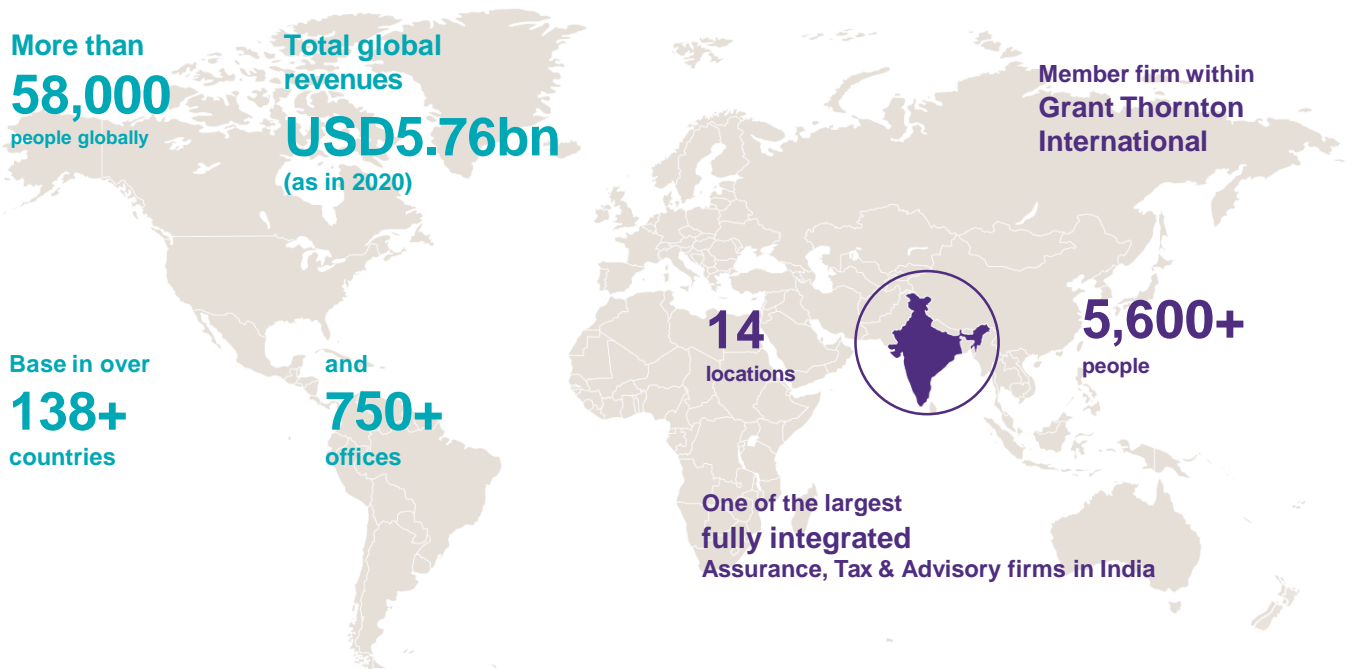 More than
58,000
people globally
Total global
revenues
USD5.76bn
(as in 2020)
Member firm within
Grant Thornton
International
14
locations
5,600+
people
Base in over
138+
countries
and
750+
offices
One of the largest
fully integrated
Assurance, Tax & Advisory firms in India